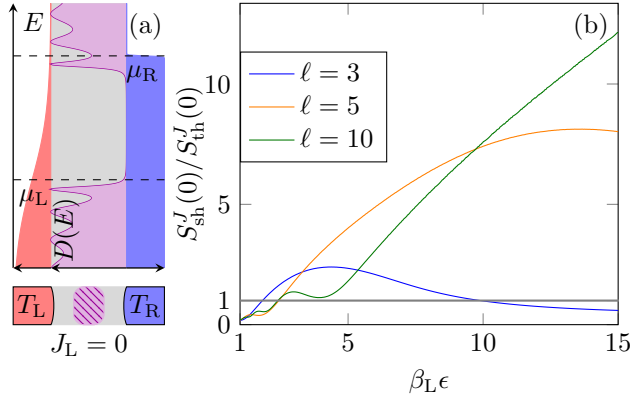 E (a)
μR
μL
D(E)
TL TR
JL = 0
(b)
S^J_sh(0)/S^J_th(0)
ℓ = 3
ℓ = 5
ℓ = 10
10
5
1
0
1 5 10 15
βLϵ